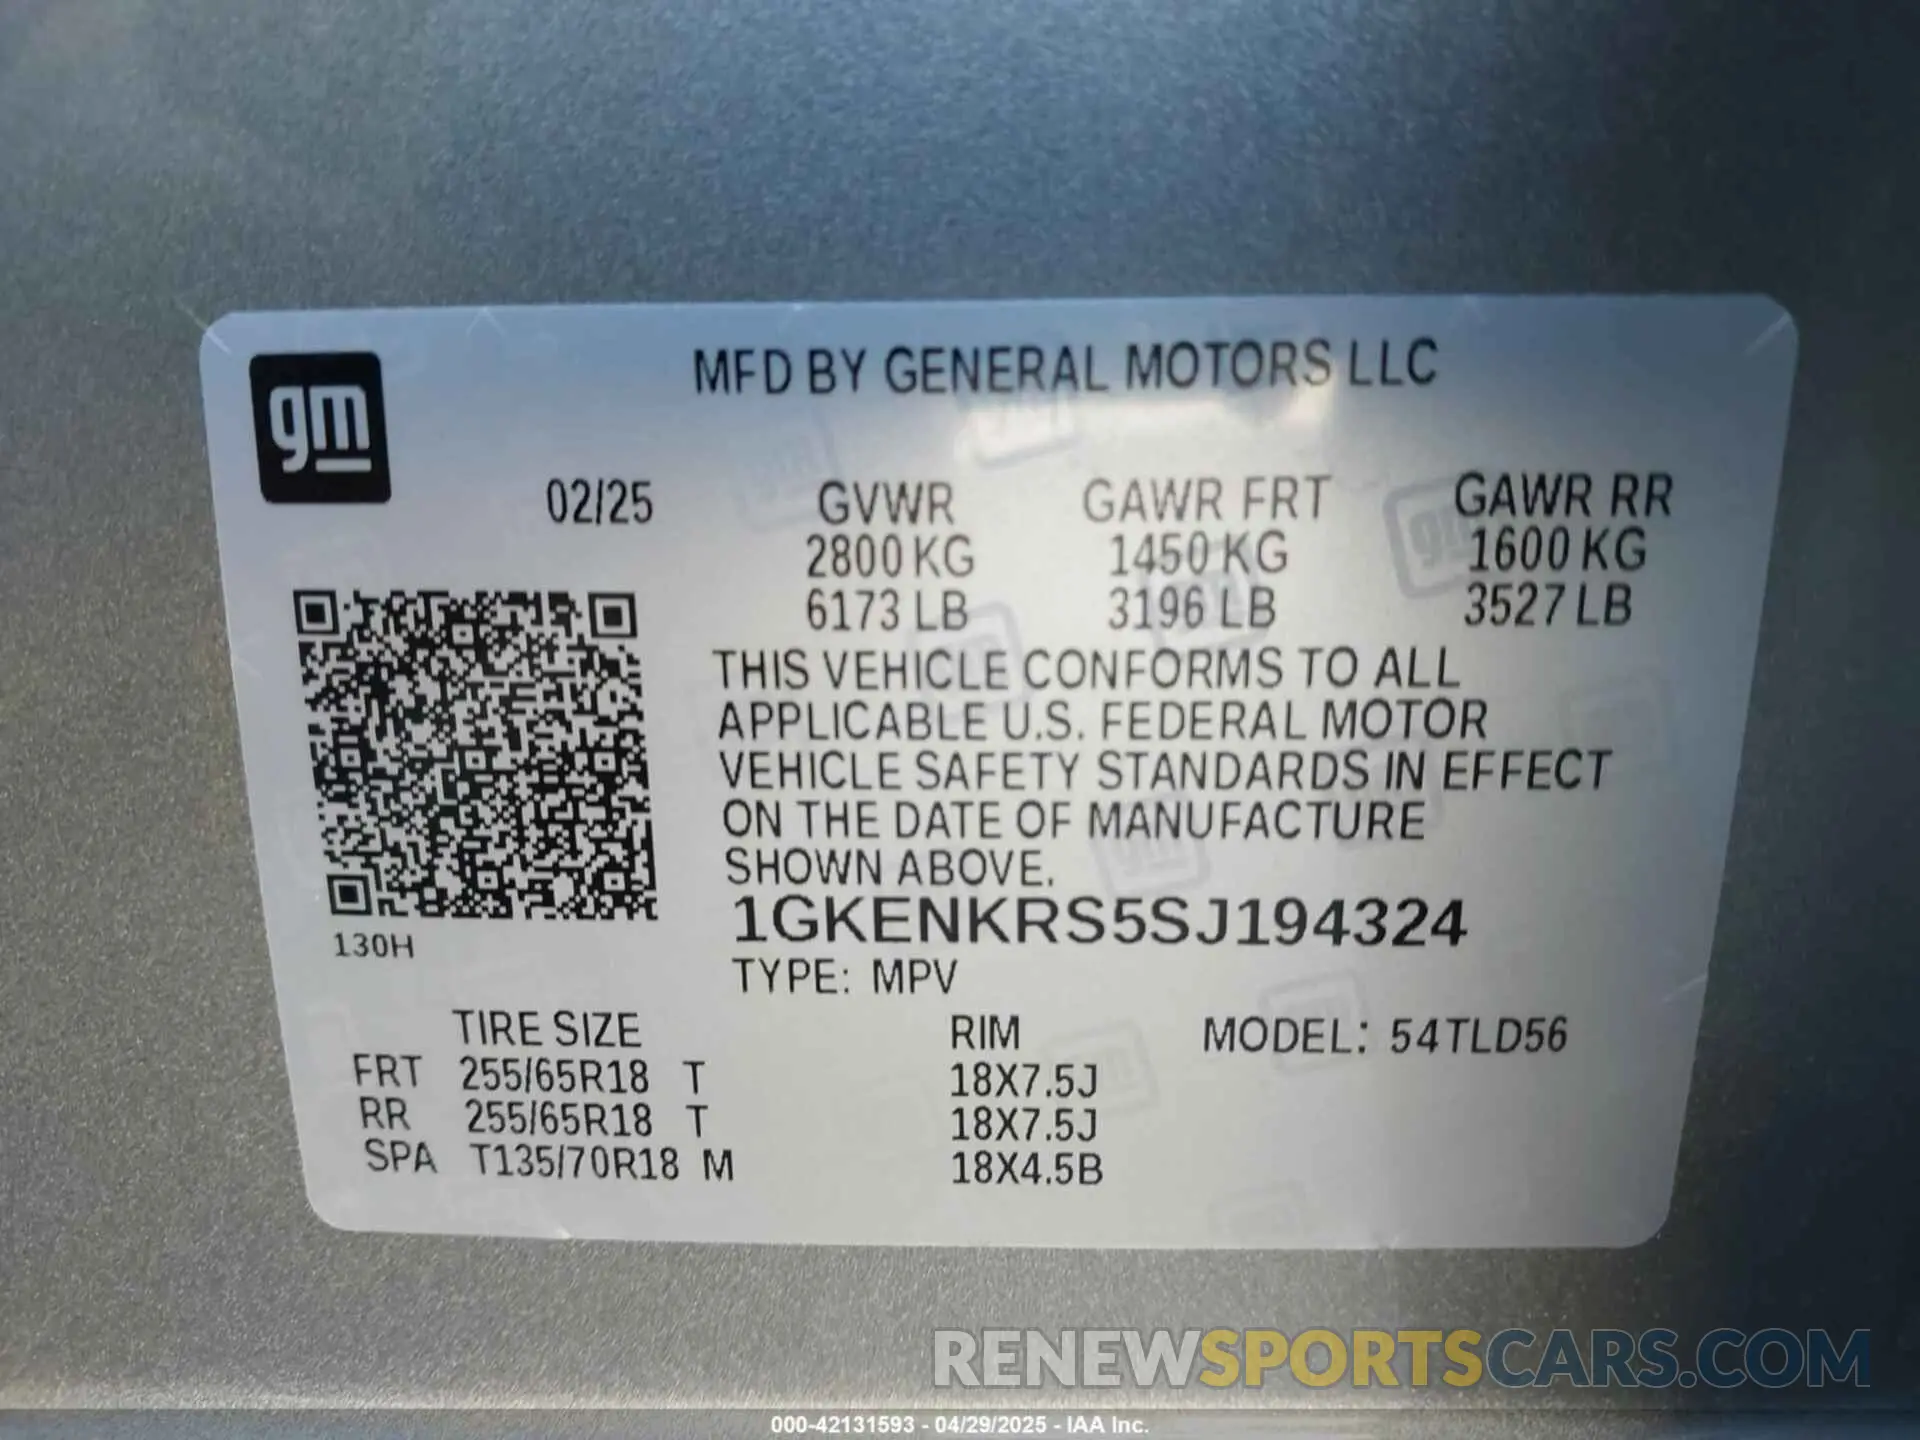 gm
MFD BY GENERAL MOTORS LLC
02/25 GVWR GAWR FRT GAWR RR
2800 KG 1450 KG 1600 KG
6173 LB 3196 LB 3527 LB
THIS VEHICLE CONFORMS TO ALL
APPLICABLE U.S. FEDERAL MOTOR
VEHICLE SAFETY STANDARDS IN EFFECT
ON THE DATE OF MANUFACTURE
SHOWN ABOVE.
1GKENKRS5SJ194324
130H
TYPE: MPV
TIRE SIZE RIM MODEL: 54TLD56
FRT 255/65R18 T 18X7.5J
RR 255/65R18 T 18X7.5J
SPA T135/70R18 M 18X4.5B
RENEWSPORTSCARS.COM
000-42131593 - 04/29/2025 - IAA Inc.